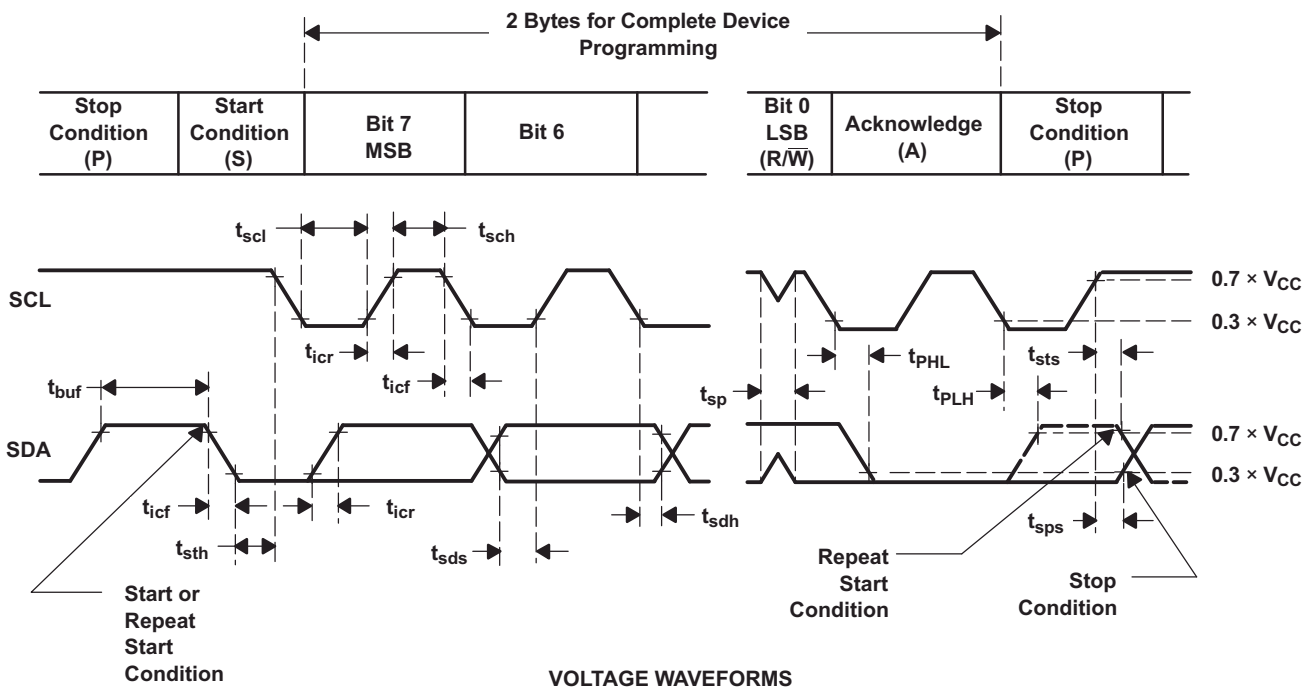 2 Bytes for Complete Device
Programming
Stop
Condition
(P)
Start
Condition
(S)
Bit 7
MSB
Bit 6
Bit 0
LSB
(R/W̅)
Acknowledge
(A)
Stop
Condition
(P)
tscl
tsch
SCL
0.7 × VCC
0.3 × VCC
ticr
ticf
tbuf
tPHL
tsts
tsp
tPLH
SDA
0.7 × VCC
0.3 × VCC
ticf
ticr
tsdh
tsth
tsds
tsps
Start or
Repeat
Start
Condition
Repeat
Start
Condition
Stop
Condition
VOLTAGE WAVEFORMS